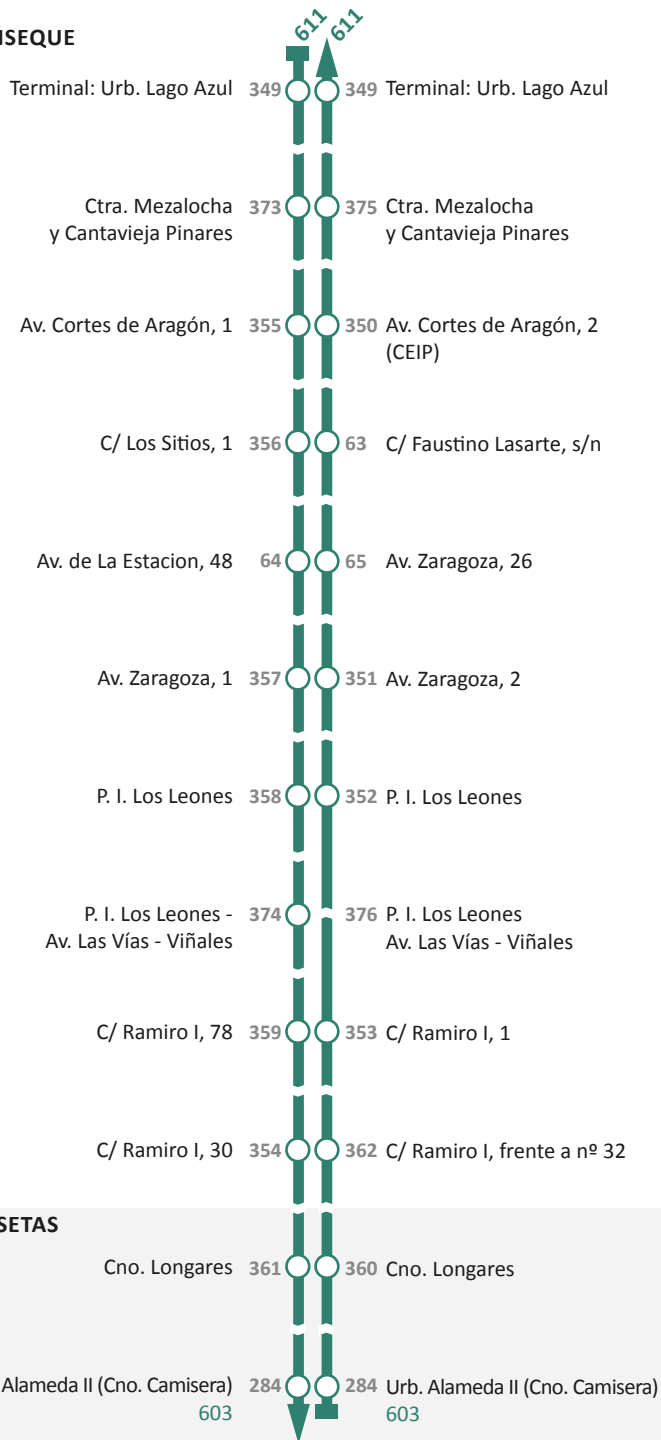 611 611
Terminal: Urb. Lago Azul 349 349 Terminal: Urb. Lago Azul
Ctra. Mezalocha 373 375 Ctra. Mezalocha
y Cantavieja Pinares y Cantavieja Pinares
Av. Cortes de Aragón, 1 355 350 Av. Cortes de Aragón, 2
(CEIP)
C/ Los Sitios, 1 356 63 C/ Faustino Lasarte, s/n
Av. de La Estacion, 48 64 65 Av. Zaragoza, 26
Av. Zaragoza, 1 357 351 Av. Zaragoza, 2
P. I. Los Leones 358 352 P. I. Los Leones
P. I. Los Leones - 374 376 P. I. Los Leones
Av. Las Vías - Viñales Av. Las Vías - Viñales
C/ Ramiro I, 78 359 353 C/ Ramiro I, 1
C/ Ramiro I, 30 354 362 C/ Ramiro I, frente a nº 32
Cno. Longares 361 360 Cno. Longares
Alameda II (Cno. Camisera) 284 284 Urb. Alameda II (Cno. Camisera)
603 603